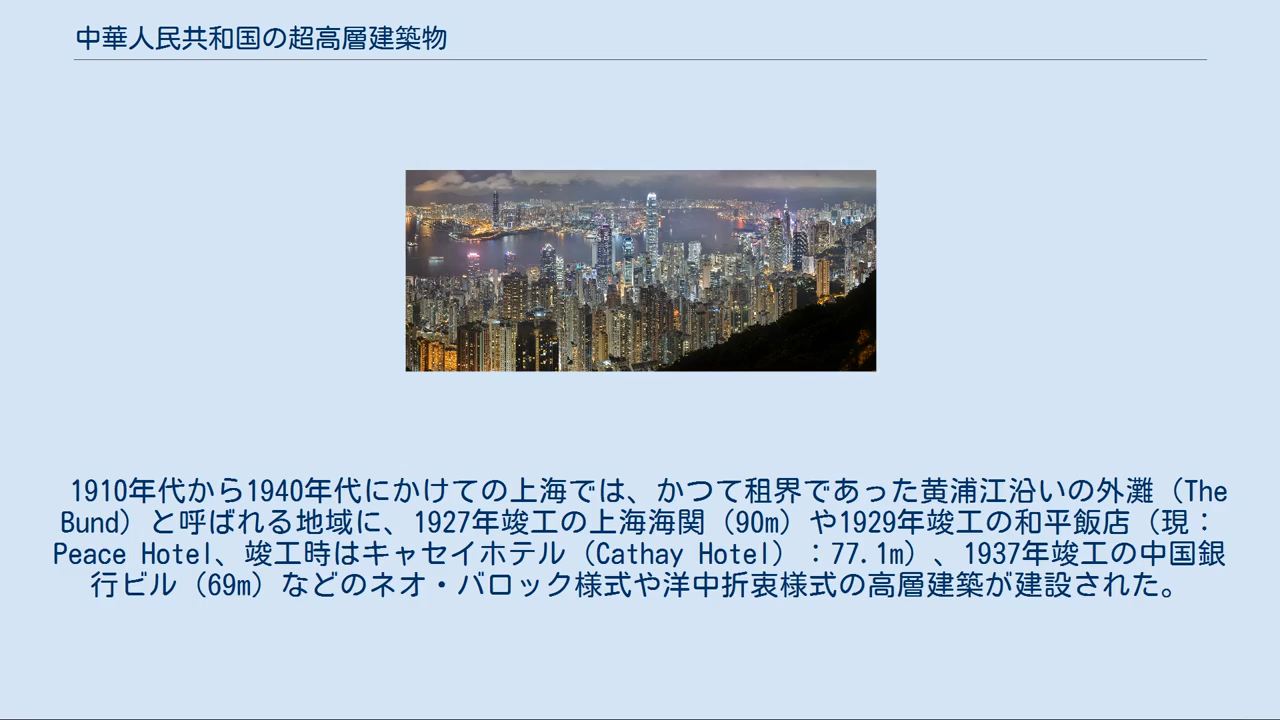 中華人民共和国の超高層建築物
1910年代から1940年代にかけての上海では、かつて租界であった黄浦江沿いの外灘（The
Bund）と呼ばれる地域に、1927年竣工の上海海関（90m）や1929年竣工の和平飯店（現：
Peace Hotel、竣工時はキャセイホテル（Cathay Hotel）：77.1m）、1937年竣工の中国銀
行ビル（69m）などのネオ・バロック様式や洋中折衷様式の高層建築が建設された。